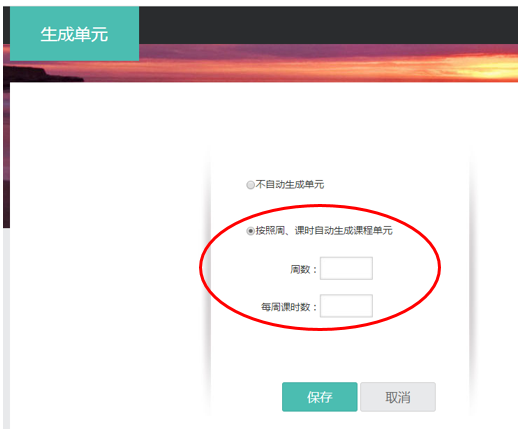 生成单元
不自动生成单元
按照周、课时自动生成课程单元
周数：
每周课时数：
保存 取消